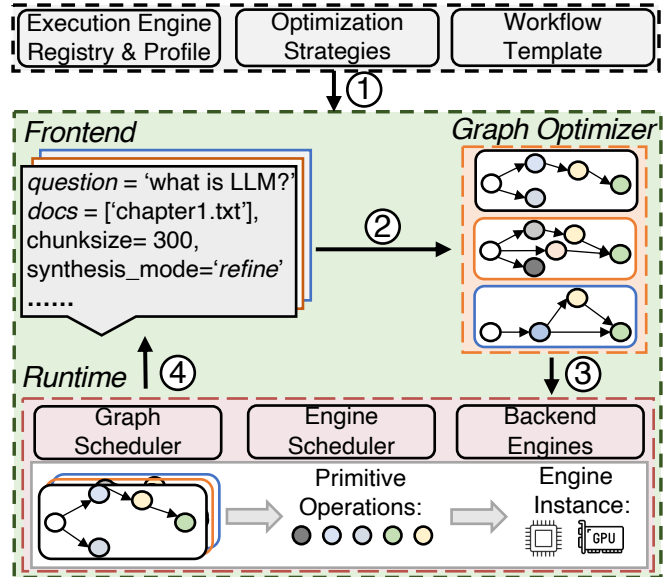 Execution Engine
Registry & Profile
Optimization
Strategies
Workflow
Template
①
Frontend
Graph Optimizer
question = ‘what is LLM?’
docs = [‘chapter1.txt’],
chunksize= 300,
synthesis_mode=‘refine’
......
②
③
④
Runtime
Graph
Scheduler
Engine
Scheduler
Backend
Engines
Primitive
Operations:
Engine
Instance:
GPU